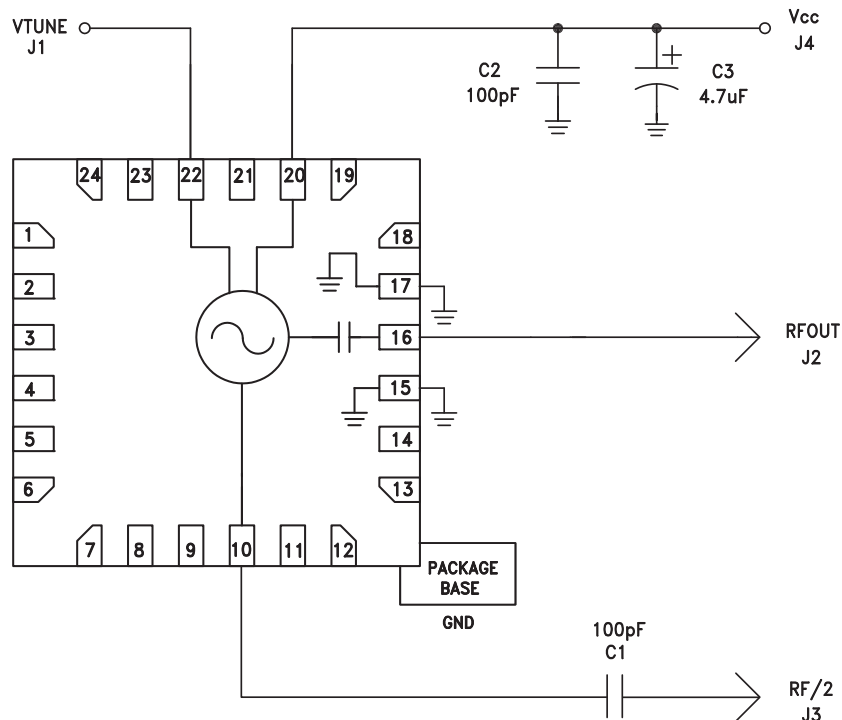 VTUNE
J1
Vcc
J4
C2
100pF
+
C3
4.7uF
24 23 22 21 20 19
1
2
3
4
5
6
18
17
16
15
14
13
RFOUT
J2
7 8 9 10 11 12
PACKAGE
BASE
GND
100pF
C1
RF/2
J3